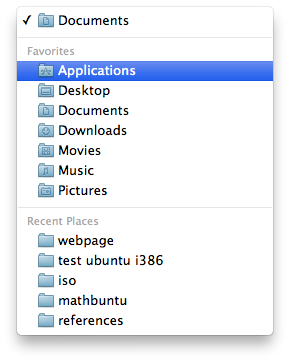 ✓ Documents
Favorites
Applications
Desktop
Documents
Downloads
Movies
Music
Pictures
Recent Places
webpage
test ubuntu i386
iso
mathbuntu
references